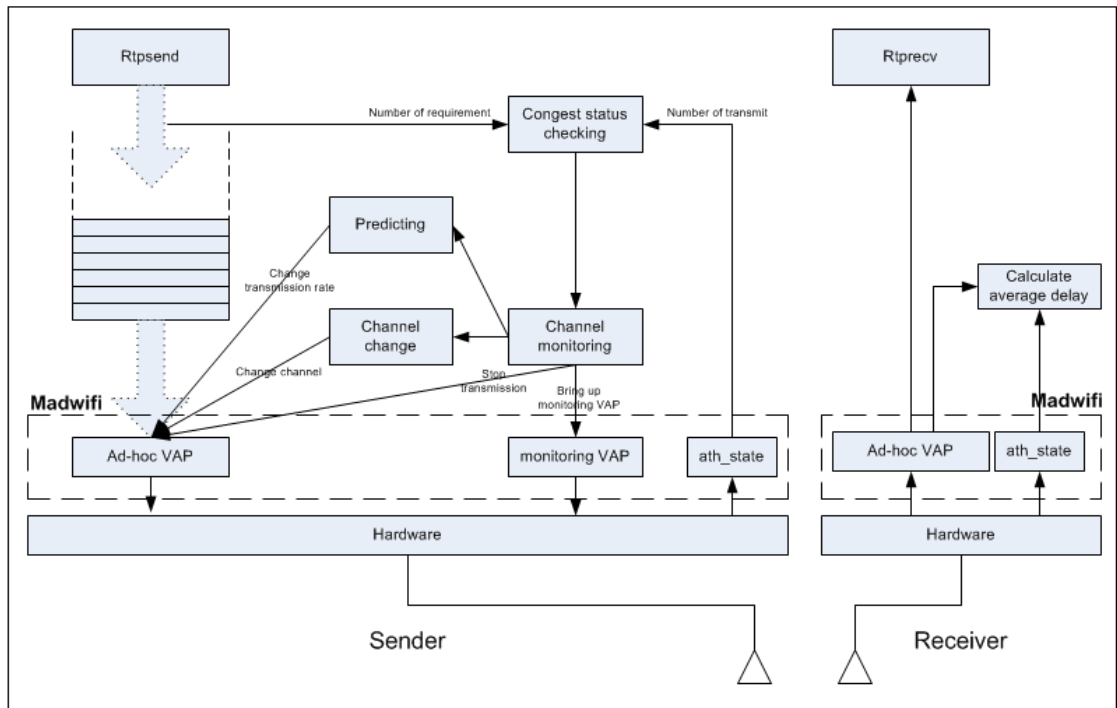 Rtpsend
Rtprecv
Number of requirement
Congest status
checking
Number of transmit
Predicting
Change
transmission rate
Calculate
average delay
Channel
change
Channel
monitoring
Change channel
Stop
transmission
Bring up
monitoring VAP
Madwifi
Madwifi
Ad-hoc VAP
monitoring VAP
ath_state
Ad-hoc VAP
ath_state
Hardware
Hardware
Sender
Receiver